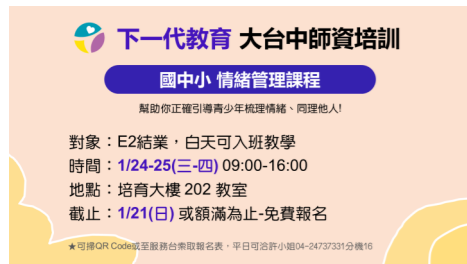 下一代教育 大台中師資培訓
國中小 情緒管理課程
幫助你正確引導青少年梳理情緒、同理他人!
對象：E2結業，白天可入班教學
時間：1/24-25(三-四) 09:00-16:00
地點：培育大樓 202 教室
截止：1/21(日) 或額滿為止-免費報名
★可掃QR Code或至服務台索取報名表，平日可洽許小姐04-24737331分機16